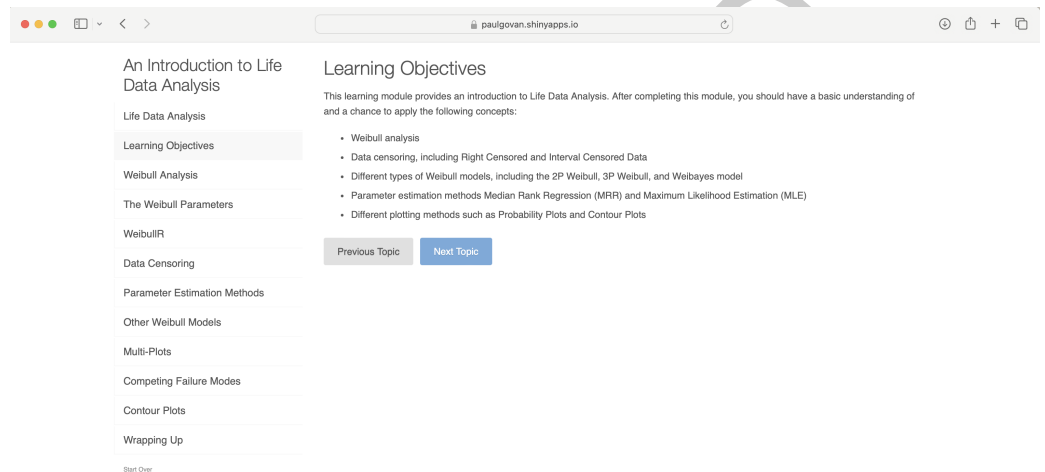 paulgovan.shinyapps.io
An Introduction to Life
Data Analysis
Life Data Analysis
Learning Objectives
Weibull Analysis
The Weibull Parameters
WeibullR
Data Censoring
Parameter Estimation Methods
Other Weibull Models
Multi-Plots
Competing Failure Modes
Contour Plots
Wrapping Up
Start Over
Learning Objectives
This learning module provides an introduction to Life Data Analysis. After completing this module, you should have a basic understanding of
and a chance to apply the following concepts:
• Weibull analysis
• Data censoring, including Right Censored and Interval Censored Data
• Different types of Weibull models, including the 2P Weibull, 3P Weibull, and Weibayes model
• Parameter estimation methods Median Rank Regression (MRR) and Maximum Likelihood Estimation (MLE)
• Different plotting methods such as Probability Plots and Contour Plots
Previous Topic
Next Topic